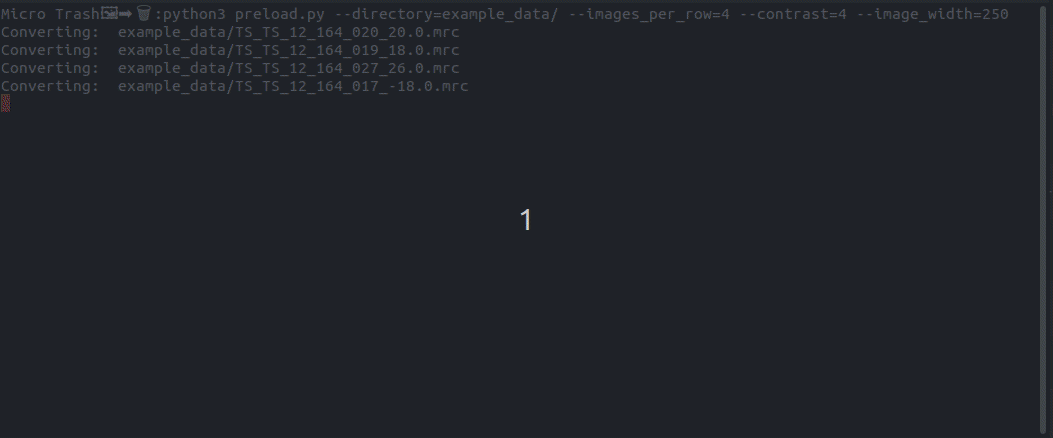 Micro Trash🖼➡🗑:python3 preload.py --directory=example_data/ --images_per_row=4 --contrast=4 --image_width=250
Converting:  example_data/TS_TS_12_164_020_20.0.mrc
Converting:  example_data/TS_TS_12_164_019_18.0.mrc
Converting:  example_data/TS_TS_12_164_027_26.0.mrc
Converting:  example_data/TS_TS_12_164_017_-18.0.mrc
1